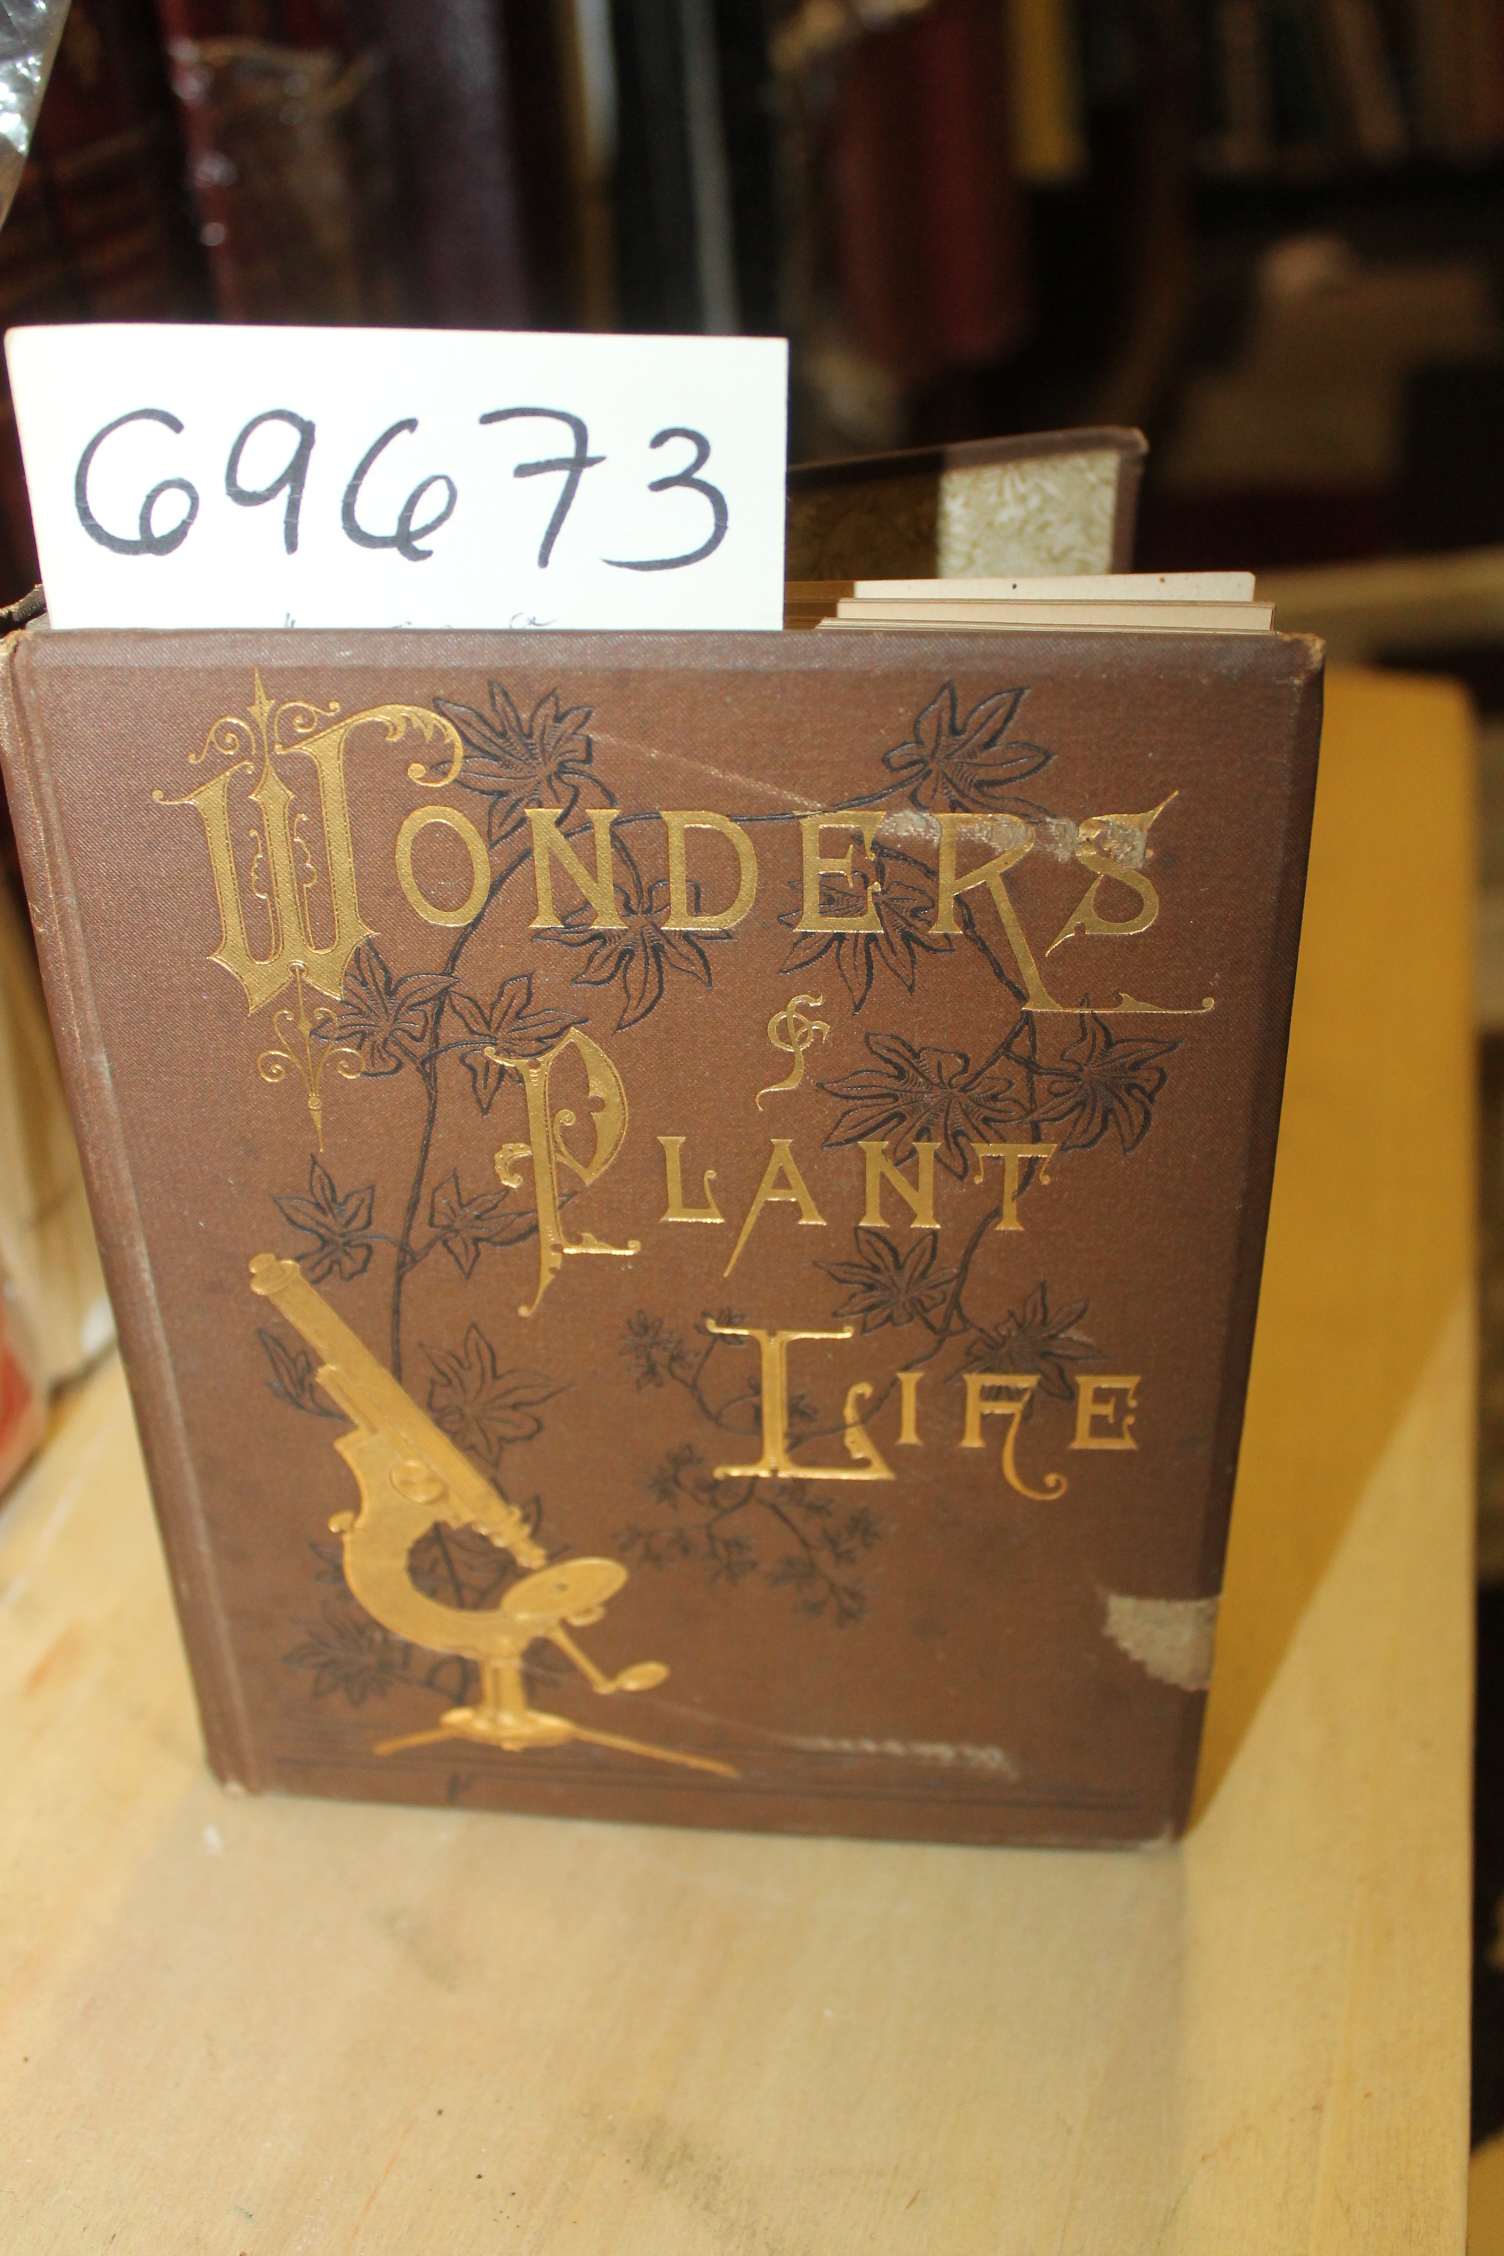 69673
WONDERS
of
PLANT
LIFE